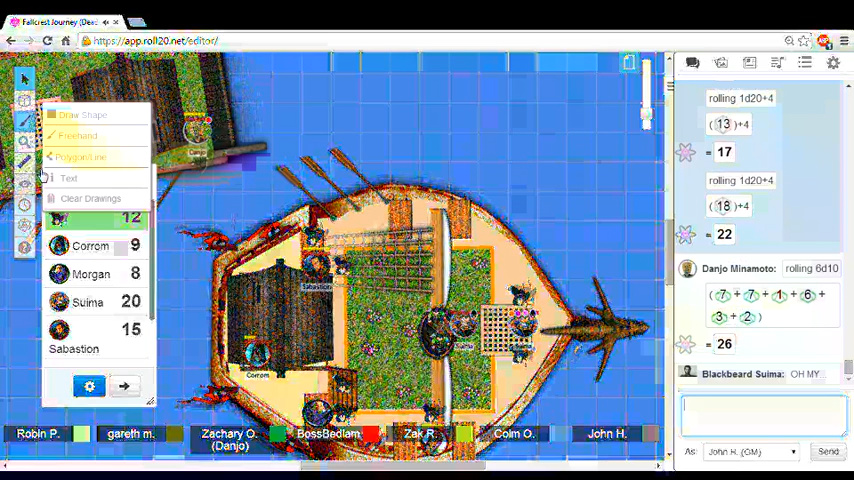 Fallcrest Journey (Dead
https://app.roll20.net/editor/
Draw Shape
Freehand
Polygon/Line
Text
Clear Drawings
12
Corrom 9
Morgan 8
Suima 20
15
Sabastion
Danjo
Sabastion
Corrom
rolling 1d20+4
(13)+4
= 17
rolling 1d20+4
(18)+4
= 22
Danjo Minamoto: rolling 6d10
(7+7+1+6+
3+2)
= 26
Blackbeard Suima: OH MY
As: John H. (GM)
Send
Robin P.
gareth m.
Zachary O.
(Danjo)
BossBedlam
Zak R.
Colm O.
John H.